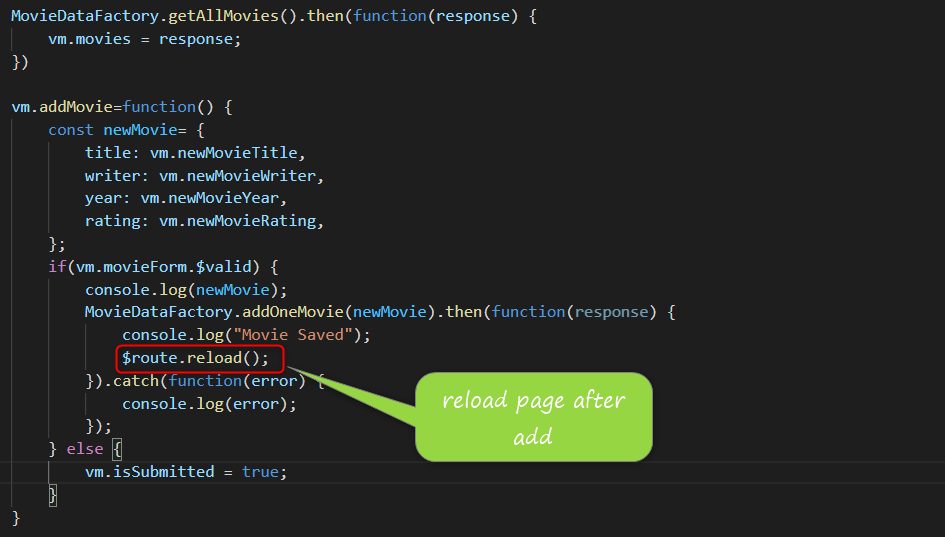 MovieDataFactory.getAllMovies().then(function(response) {
    vm.movies = response;
})

vm.addMovie=function() {
    const newMovie= {
        title: vm.newMovieTitle,
        writer: vm.newMovieWriter,
        year: vm.newMovieYear,
        rating: vm.newMovieRating,
    };
    if(vm.movieForm.$valid) {
        console.log(newMovie);
        MovieDataFactory.addOneMovie(newMovie).then(function(response) {
            console.log("Movie Saved");
            $route.reload();
        }).catch(function(error) {
            console.log(error);
        });
    } else {
        vm.isSubmitted = true;
    }
}
reload page after
add